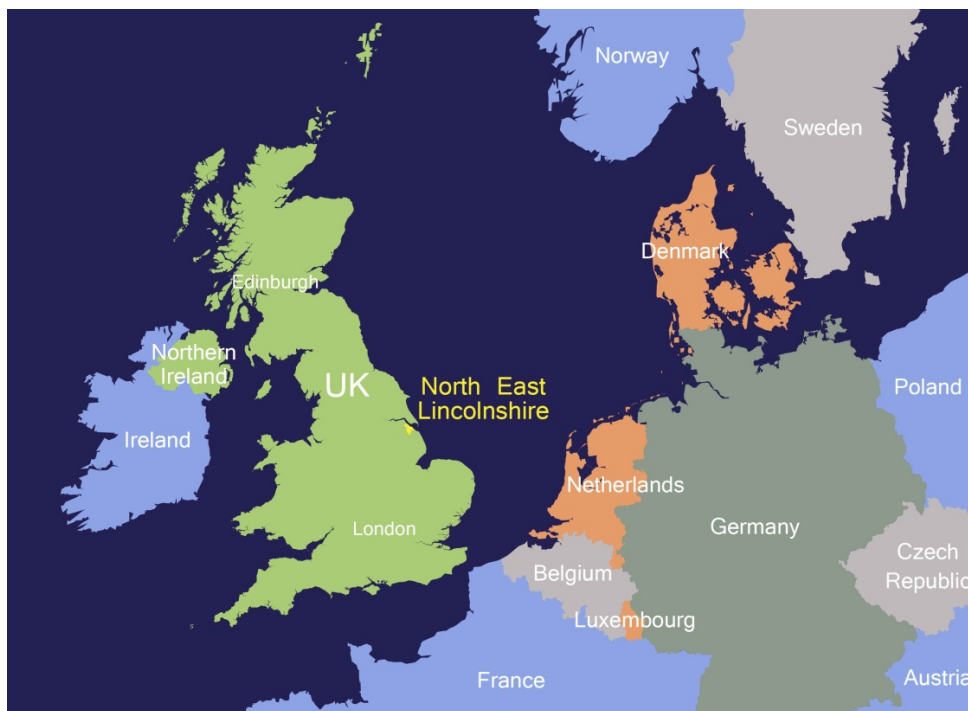 Norway
Sweden
Denmark
Edinburgh
Northern
Ireland
UK
North East
Lincolnshire
Poland
Ireland
Netherlands
London
Germany
Czech
Republic
Belgium
Luxembourg
France
Austria